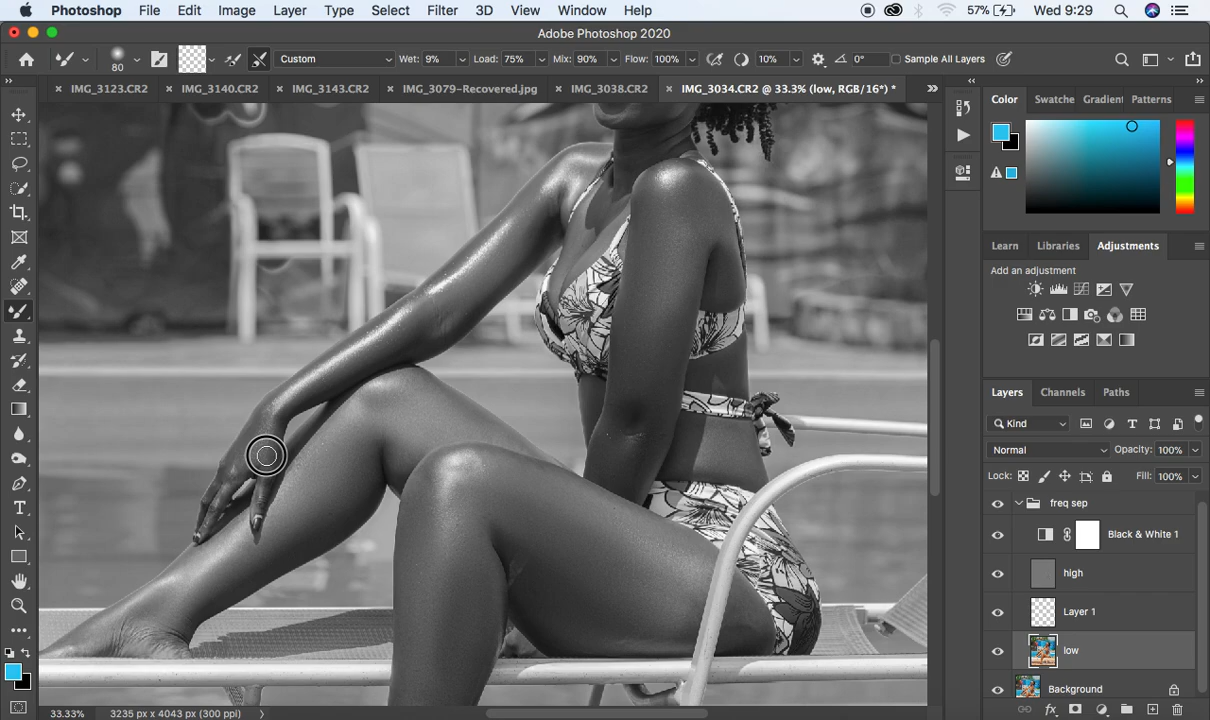 Photoshop File Edit Image Layer Type Select Filter 3D View Window Help 57% Wed 9:29
Adobe Photoshop 2020
80 Custom Wet: 9% Load: 75% Mix: 90% Flow: 100% 10% 0° Sample All Layers
IMG_3123.CR2 IMG_3140.CR2 IMG_3143.CR2 IMG_3079-Recovered.jpg IMG_3038.CR2 IMG_3034.CR2 @ 33.3% (low, RGB/16*) *
Color Swatche Gradient Patterns
Learn Libraries Adjustments
Add an adjustment
Layers Channels Paths
Kind
Normal Opacity: 100%
Lock: Fill: 100%
freq sep
Black & White 1
high
Layer 1
low
Background
33.33% 3235 px x 4043 px (300 ppi)